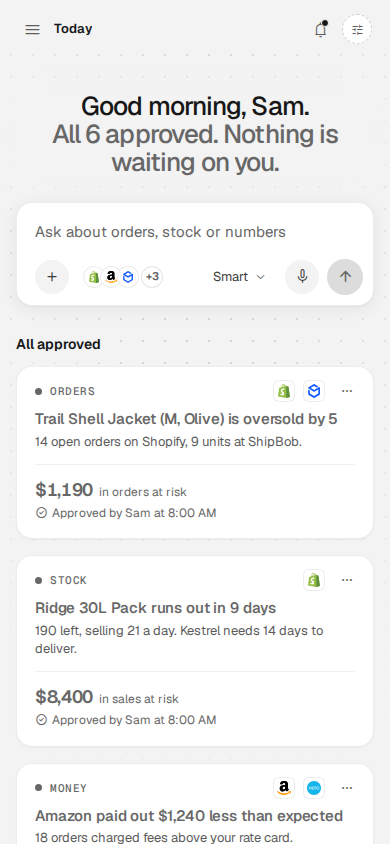 Today
Good morning, Sam.
All 6 approved. Nothing is
waiting on you.
Ask about orders, stock or numbers
+3
Smart
All approved
ORDERS
Trail Shell Jacket (M, Olive) is oversold by 5
14 open orders on Shopify, 9 units at ShipBob.
$1,190 in orders at risk
Approved by Sam at 8:00 AM
STOCK
Ridge 30L Pack runs out in 9 days
190 left, selling 21 a day. Kestrel needs 14 days to
deliver.
$8,400 in sales at risk
Approved by Sam at 8:00 AM
MONEY
Amazon paid out $1,240 less than expected
18 orders charged fees above your rate card.